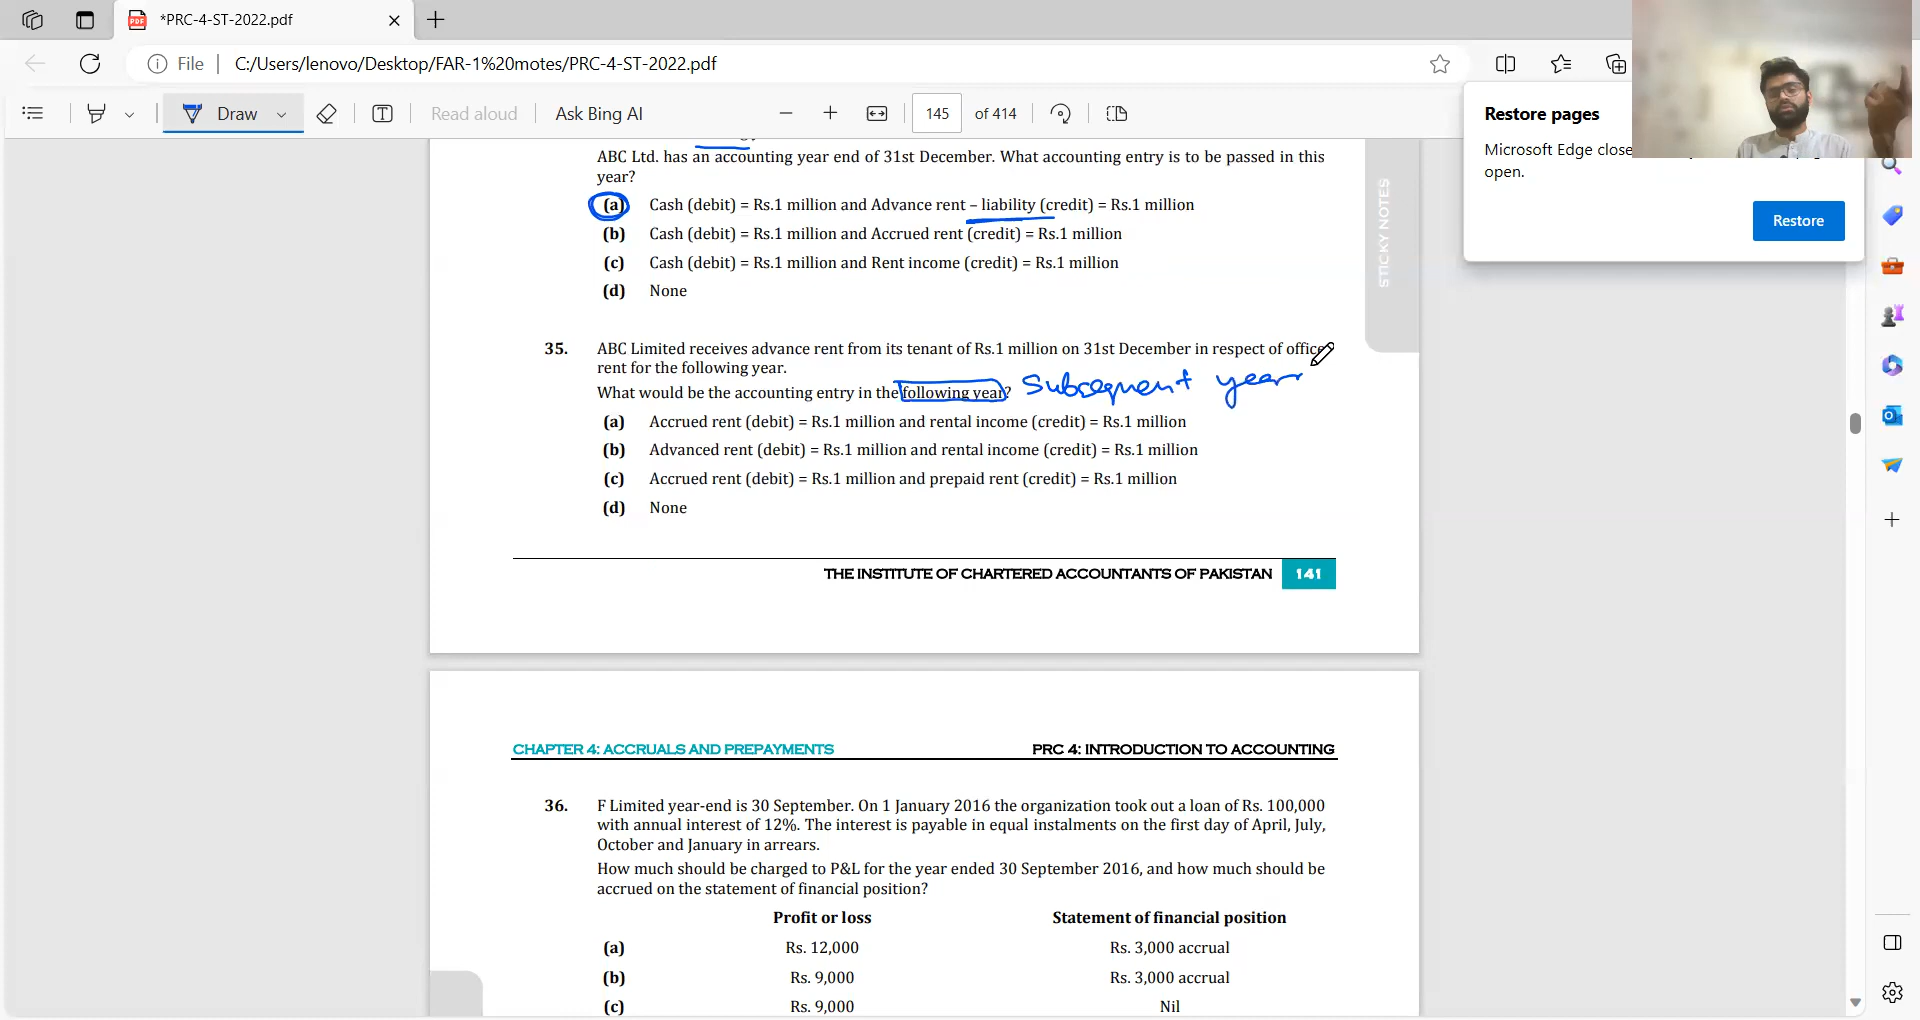 *PRC-4-ST-2022.pdf
File
C:/Users/lenovo/Desktop/FAR-1%20motes/PRC-4-ST-2022.pdf
Draw
Read aloud
Ask Bing AI
145
of 414
Restore pages
Microsoft Edge close
open.
Restore
ABC Ltd. has an accounting year end of 31st December. What accounting entry is to be passed in this
year?
(a) Cash (debit) = Rs.1 million and Advance rent – liability (credit) = Rs.1 million
(b) Cash (debit) = Rs.1 million and Accrued rent (credit) = Rs.1 million
(c) Cash (debit) = Rs.1 million and Rent income (credit) = Rs.1 million
(d) None
STICKY NOTES
35. ABC Limited receives advance rent from its tenant of Rs.1 million on 31st December in respect of office
rent for the following year.
What would be the accounting entry in the following year? Subsequent year
(a) Accrued rent (debit) = Rs.1 million and rental income (credit) = Rs.1 million
(b) Advanced rent (debit) = Rs.1 million and rental income (credit) = Rs.1 million
(c) Accrued rent (debit) = Rs.1 million and prepaid rent (credit) = Rs.1 million
(d) None
THE INSTITUTE OF CHARTERED ACCOUNTANTS OF PAKISTAN 141
CHAPTER 4: ACCRUALS AND PREPAYMENTS PRC 4: INTRODUCTION TO ACCOUNTING
36. F Limited year-end is 30 September. On 1 January 2016 the organization took out a loan of Rs. 100,000
with annual interest of 12%. The interest is payable in equal instalments on the first day of April, July,
October and January in arrears.
How much should be charged to P&L for the year ended 30 September 2016, and how much should be
accrued on the statement of financial position?
Profit or loss Statement of financial position
(a) Rs. 12,000 Rs. 3,000 accrual
(b) Rs. 9,000 Rs. 3,000 accrual
(c) Rs. 9,000 Nil